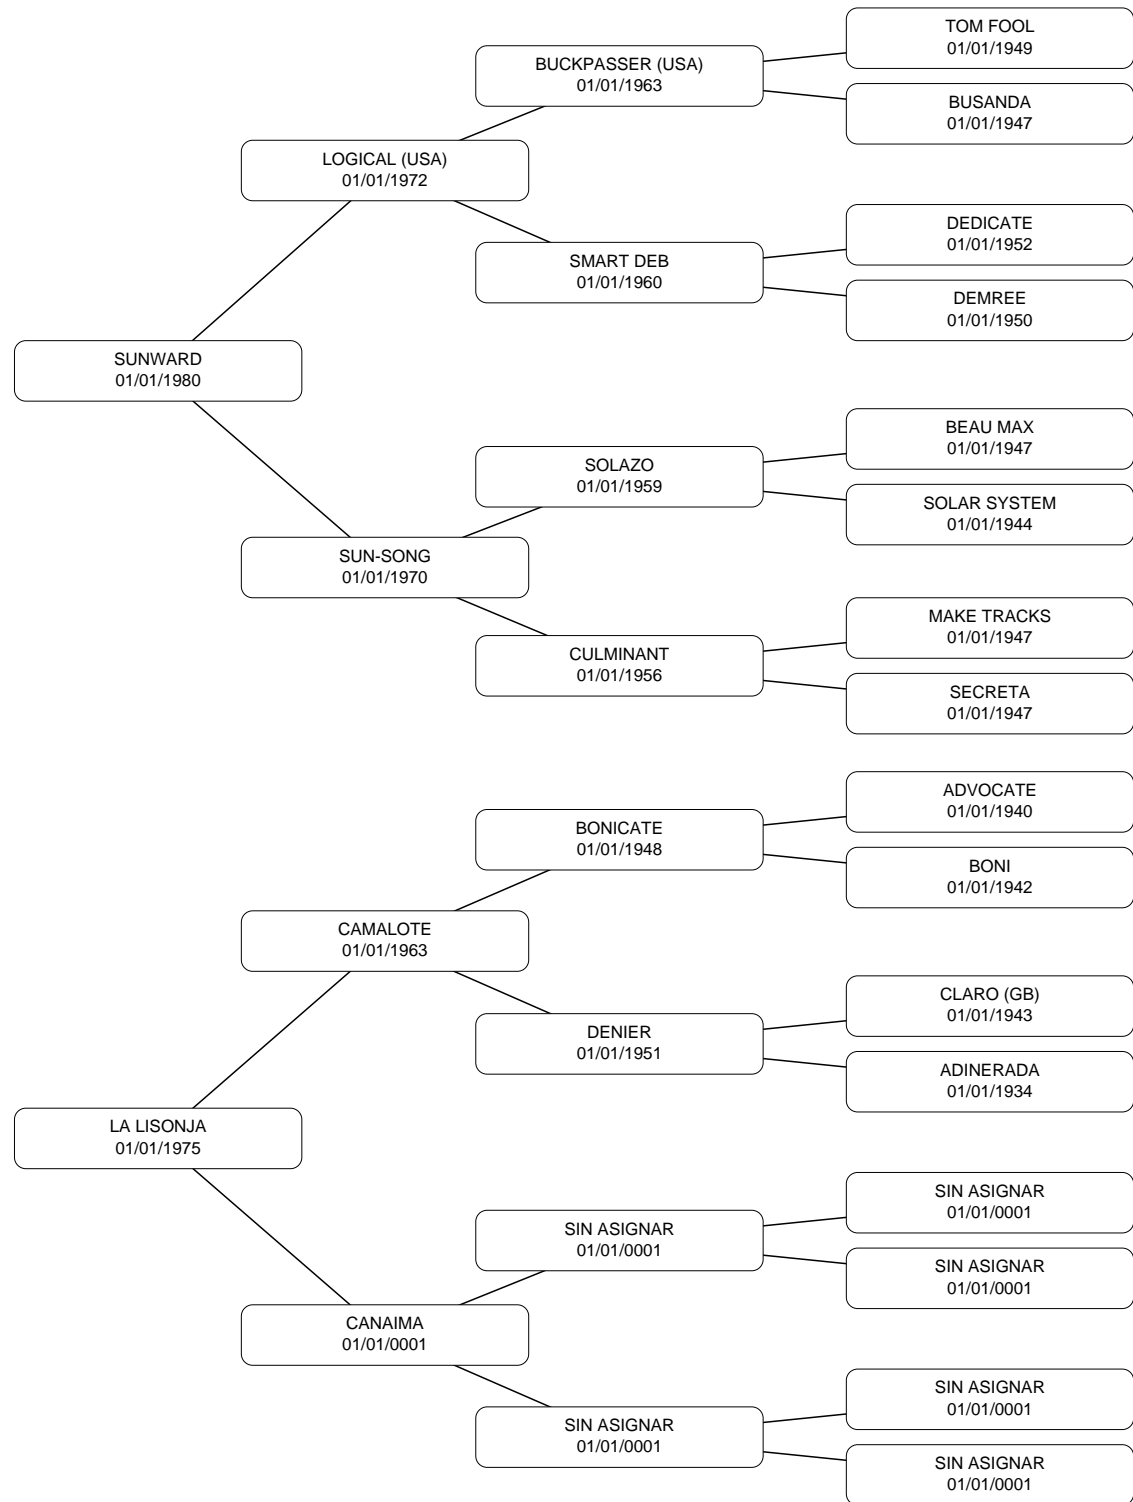 TOM FOOL
01/01/1949
BUCKPASSER (USA)
01/01/1963
BUSANDA
01/01/1947
LOGICAL (USA)
01/01/1972
DEDICATE
01/01/1952
SMART DEB
01/01/1960
DEMREE
01/01/1950
SUNWARD
01/01/1980
BEAU MAX
01/01/1947
SOLAZO
01/01/1959
SOLAR SYSTEM
01/01/1944
SUN-SONG
01/01/1970
MAKE TRACKS
01/01/1947
CULMINANT
01/01/1956
SECRETA
01/01/1947
ADVOCATE
01/01/1940
BONICATE
01/01/1948
BONI
01/01/1942
CAMALOTE
01/01/1963
CLARO (GB)
01/01/1943
DENIER
01/01/1951
ADINERADA
01/01/1934
LA LISONJA
01/01/1975
SIN ASIGNAR
01/01/0001
SIN ASIGNAR
01/01/0001
SIN ASIGNAR
01/01/0001
CANAIMA
01/01/0001
SIN ASIGNAR
01/01/0001
SIN ASIGNAR
01/01/0001
SIN ASIGNAR
01/01/0001